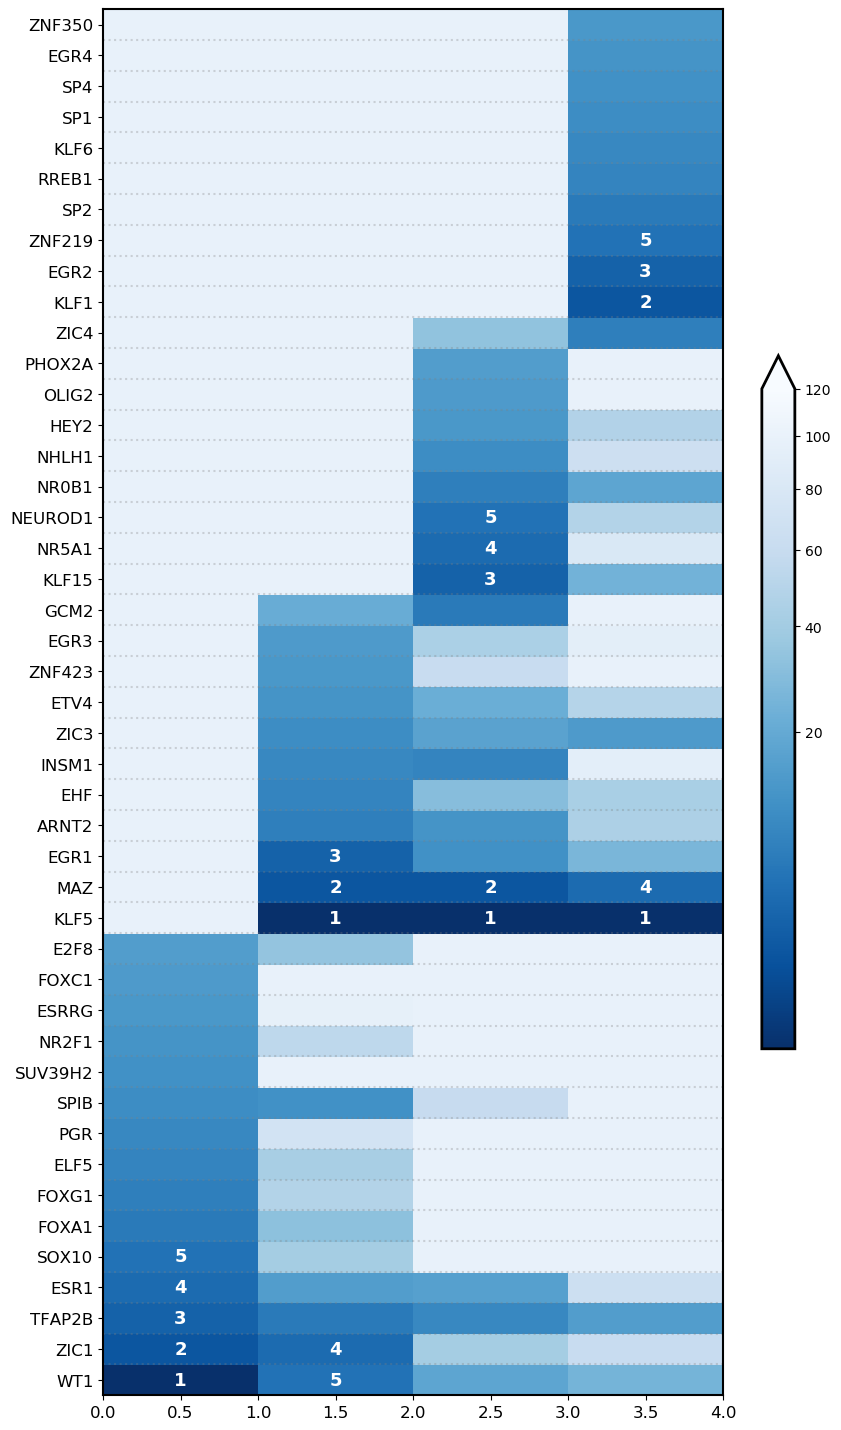 ZNF350
EGR4
SP4
SP1
KLF6
RREB1
SP2
ZNF219 5
EGR2 3
KLF1 2
ZIC4
PHOX2A
OLIG2
120
HEY2
100
NHLH1
NR0B1
80
NEUROD1 5
NR5A1 4
60
KLF15 3
GCM2
40
EGR3
ZNF423
ETV4
ZIC3
20
INSM1
EHF
ARNT2
EGR1 3
MAZ 2 2 4
KLF5 1 1 1
E2F8
FOXC1
ESRRG
NR2F1
SUV39H2
SPIB
PGR
ELF5
FOXG1
FOXA1
SOX10 5
ESR1 4
TFAP2B 3
ZIC1 2 4
WT1 1 5
0.0 0.5 1.0 1.5 2.0 2.5 3.0 3.5 4.0